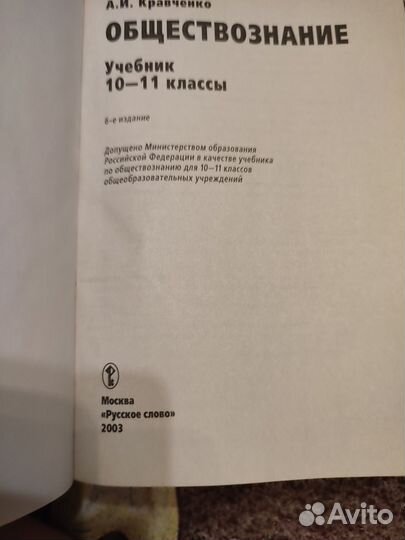 А.И. Кравченко
ОБЩЕСТВОЗНАНИЕ
Учебник
10—11 классы
6-е издание
Допущено Министерством образования
Российской Федерации в качестве учебника
по обществознанию для 10—11 классов
общеобразовательных учреждений
Москва
«Русское слово»
2003
Avito